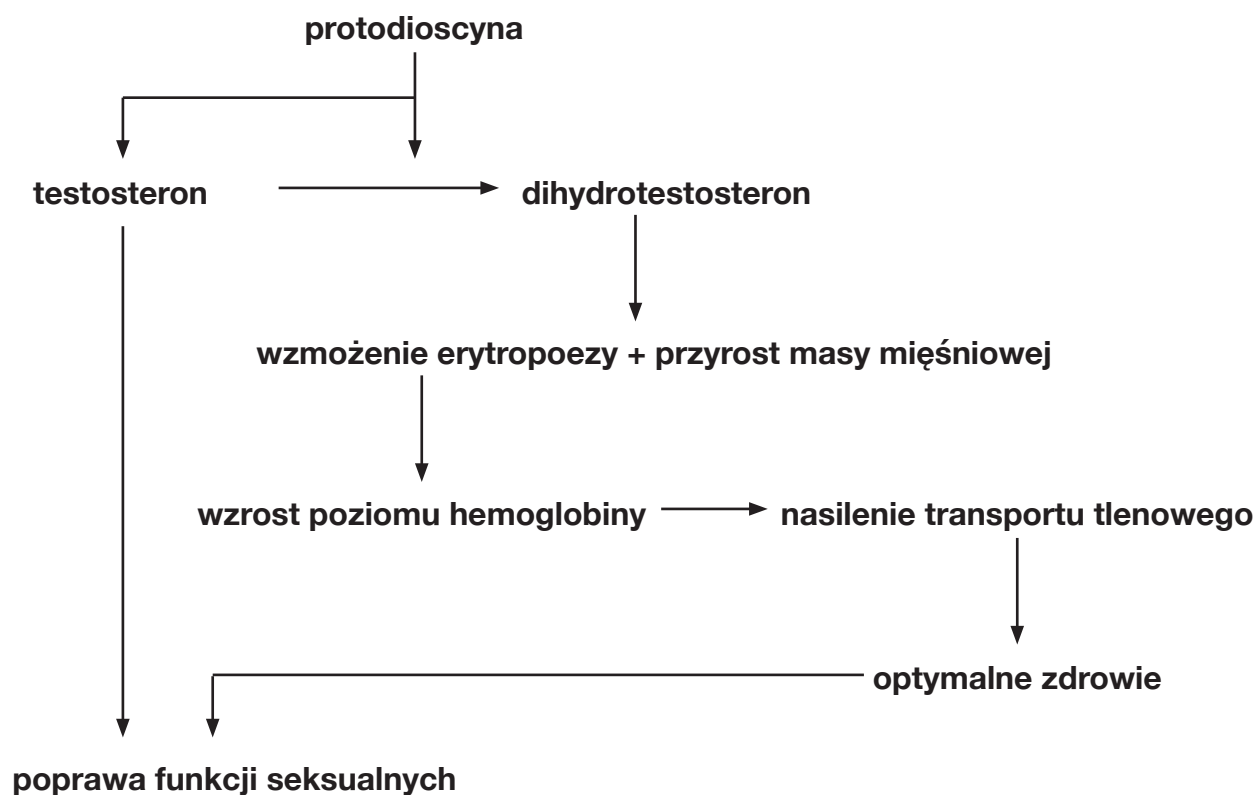 protodioscyna
testosteron
dihydrotestosteron
wzmożenie erytropoezy + przyrost masy mięśniowej
wzrost poziomu hemoglobiny
nasilenie transportu tlenowego
optymalne zdrowie
poprawa funkcji seksualnych